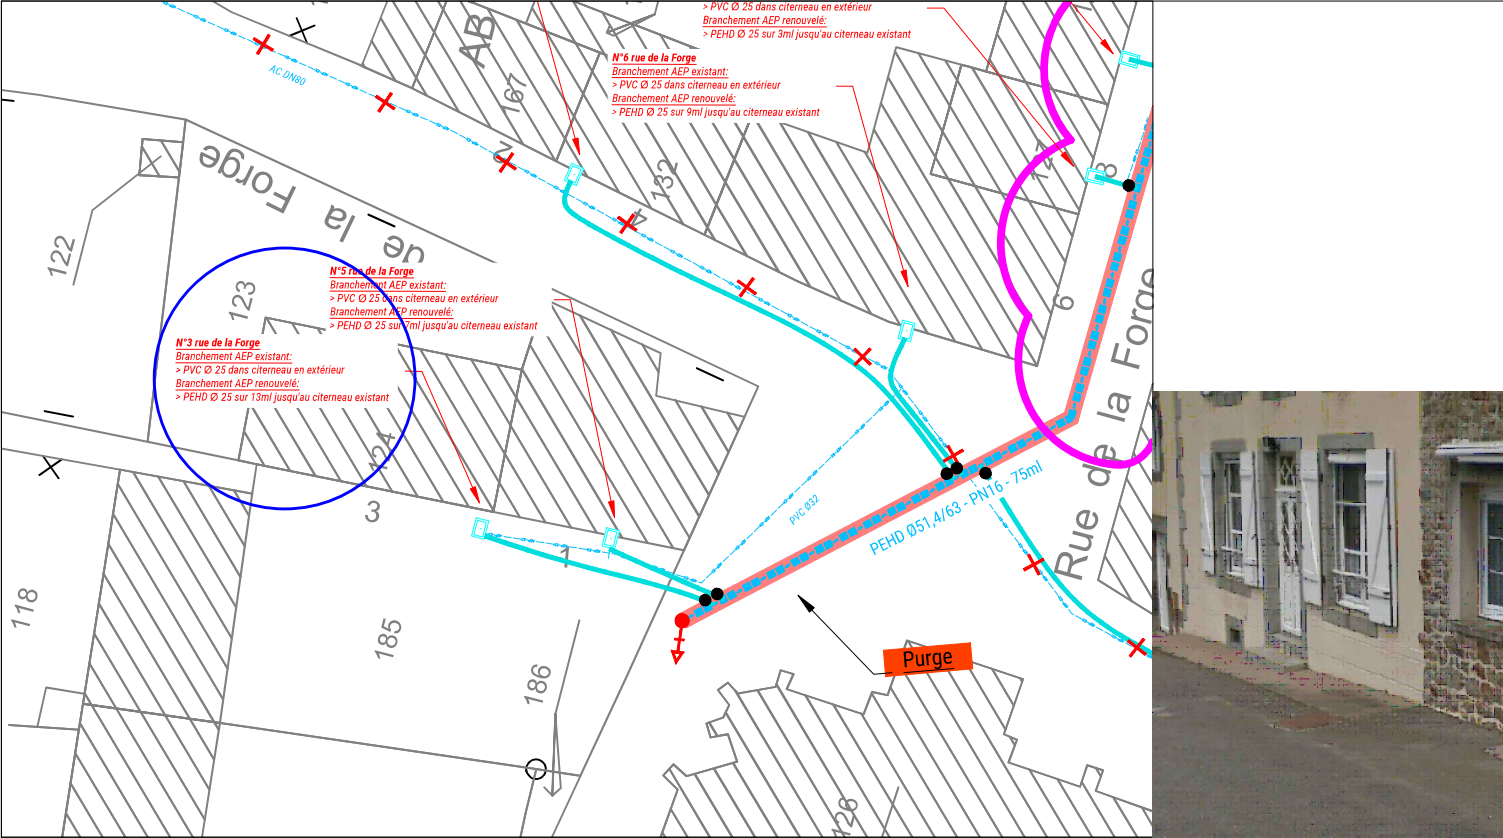 > PVC Ø 25 dans citerneau en extérieur
Branchement AEP renouvelé:
> PEHD Ø 25 sur 3ml jusqu'au citerneau existant
N°6 rue de la Forge
Branchement AEP existant:
> PVC Ø 25 dans citerneau en extérieur
Branchement AEP renouvelé:
> PEHD Ø 25 sur 9ml jusqu'au citerneau existant
AB
AC DN80
167
2
132
4
127
8
6
122
Forge
la
de
123
N°5 rue de la Forge
Branchement AEP existant:
> PVC Ø 25 dans citerneau en extérieur
Branchement AEP renouvelé:
> PEHD Ø 25 sur 7ml jusqu'au citerneau existant
N°3 rue de la Forge
Branchement AEP existant:
> PVC Ø 25 dans citerneau en extérieur
Branchement AEP renouvelé:
> PEHD Ø 25 sur 13ml jusqu'au citerneau existant
124
3
1
PVC Ø32
PEHD Ø51,4/63 - PN16 - 75ml
Rue de la Forge
118
185
186
Purge
126